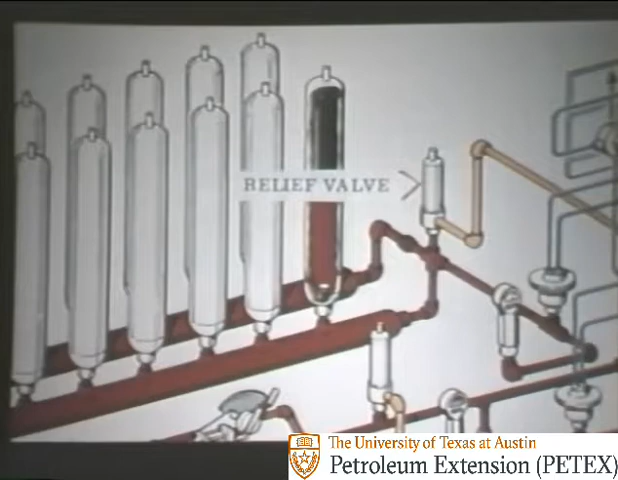 RELIEF VALVE
The University of Texas at Austin
Petroleum Extension (PETEX)